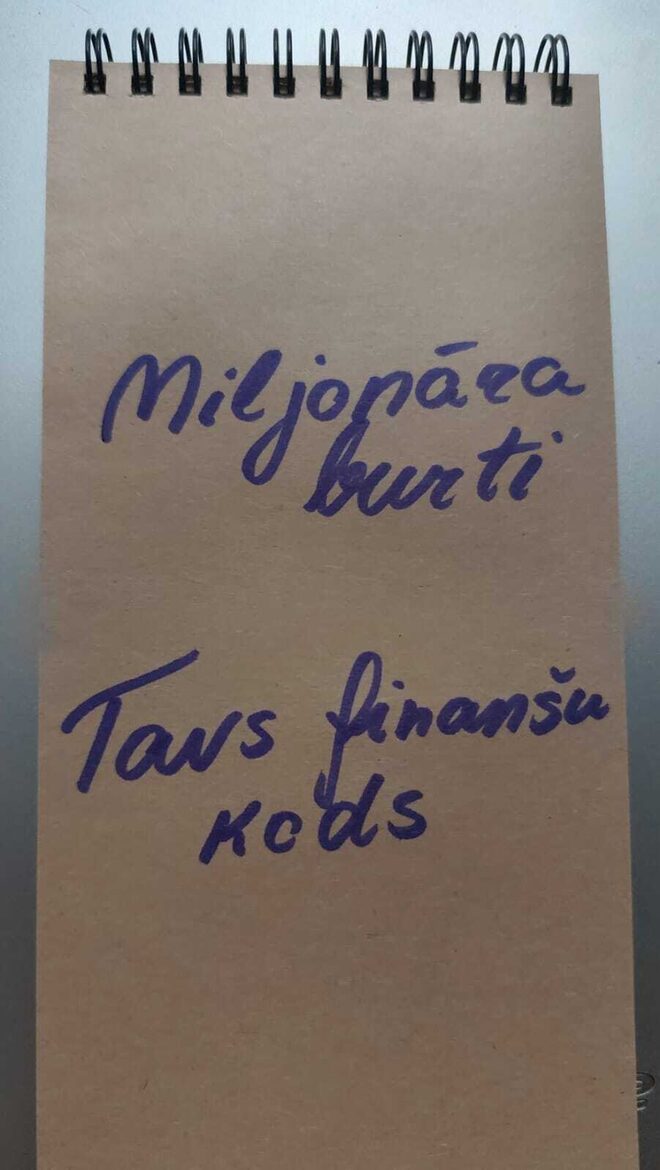 Miljonāra
burti
Tavs finanšu
kods